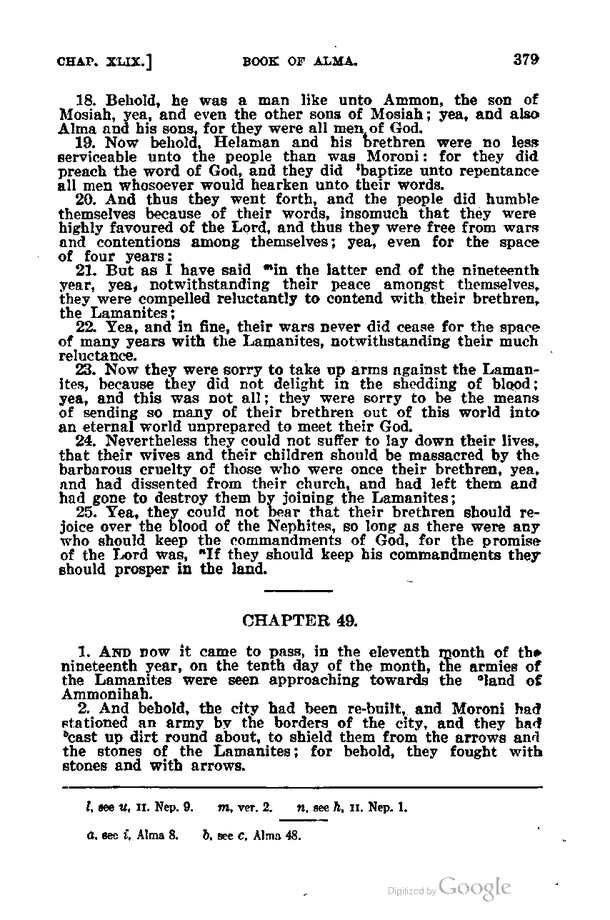 CHAP. XLIX.] BOOK OF ALMA. 379
18. Behold, he was a man like unto Ammon, the son of
Mosiah, yea, and even the other sons of Mosiah; yea, and also
Alma and his sons, for they were all men of God.
19. Now behold, Helaman and his brethren were no less
serviceable unto the people than was Moroni: for they did
preach the word of God, and they did ˡbaptize unto repentance
all men whosoever would hearken unto their words.
20. And thus they went forth, and the people did humble
themselves because of their words, insomuch that they were
highly favoured of the Lord, and thus they were free from wars
and contentions among themselves; yea, even for the space
of four years:
21. But as I have said ᵐin the latter end of the nineteenth
year, yea, notwithstanding their peace amongst themselves,
they were compelled reluctantly to contend with their brethren,
the Lamanites;
22. Yea, and in fine, their wars never did cease for the space
of many years with the Lamanites, notwithstanding their much
reluctance.
23. Now they were sorry to take up arms against the Laman-
ites, because they did not delight in the shedding of blood;
yea, and this was not all; they were sorry to be the means
of sending so many of their brethren out of this world into
an eternal world unprepared to meet their God.
24. Nevertheless they could not suffer to lay down their lives,
that their wives and their children should be massacred by the
barbarous cruelty of those who were once their brethren, yea,
and had dissented from their church, and had left them and
had gone to destroy them by joining the Lamanites;
25. Yea, they could not bear that their brethren should re-
joice over the blood of the Nephites, so long as there were any
who should keep the commandments of God, for the promise
of the Lord was, ⁿIf they should keep his commandments they
should prosper in the land.
CHAPTER 49.
1. AND now it came to pass, in the eleventh month of the
nineteenth year, on the tenth day of the month, the armies of
the Lamanites were seen approaching towards the ᵃland of
Ammonihah.
2. And behold, the city had been re-built, and Moroni had
stationed an army by the borders of the city, and they had
ᵇcast up dirt round about, to shield them from the arrows and
the stones of the Lamanites; for behold, they fought with
stones and with arrows.
l, see u, II. Nep. 9. m, ver. 2. n, see h, II. Nep. 1.
a, see i, Alma 8. b, see c, Alma 48.
Digitized by Google